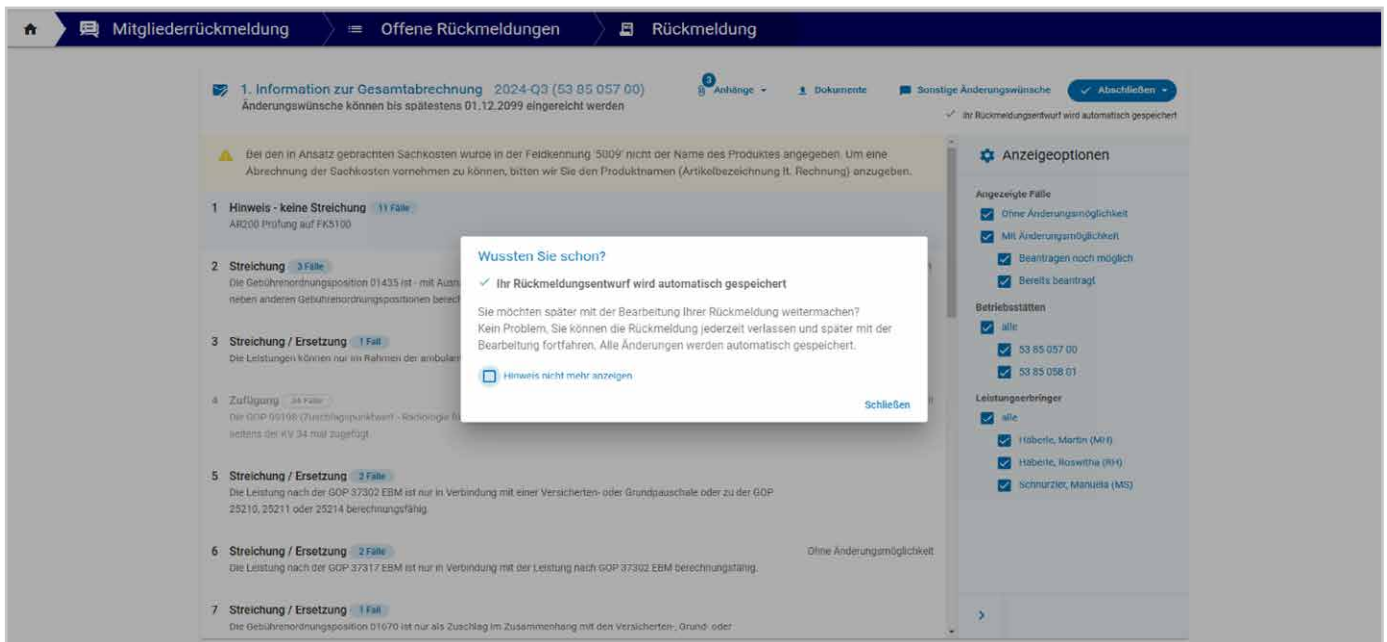 Mitgliederrückmeldung
Offene Rückmeldungen
Rückmeldung
1. Information zur Gesamtabrechnung 2024-Q3 (53 85 057 00)
Änderungswünsche können bis spätestens 01.12.2099 eingereicht werden
3
Anhänge
Dokumente
Sonstige Änderungswünsche
Abschließen
Ihr Rückmeldungsentwurf wird automatisch gespeichert
Bei den in Ansatz gebrachten Sachkosten wurde in der Feldkennung '5009' nicht der Name des Produktes angegeben. Um eine
Abrechnung der Sachkosten vornehmen zu können, bitten wir Sie den Produktnamen (Artikelbezeichnung lt. Rechnung) anzugeben.
1 Hinweis - keine Streichung 11 Fälle
AR200 Prüfung auf FK5100
2 Streichung 3 Fälle
Die Gebührenordnungsposition 01435 ist - mit
neben anderen Gebührenordnungspositionen
3 Streichung / Ersetzung 1 Fall
Die Leistungen können nur im Rahmen der
4 Zufügung 34 Fälle
Die GOP
seitens der KV 34 mal zugefügt.
5 Streichung / Ersetzung 3 Fälle
Die Leistung nach der GOP 37302 EBM ist nur in Verbindung mit einer Versicherten- oder Grundpauschale oder zu der GOP
25210, 25211 oder 25214 berechnungsfähig.
6 Streichung / Ersetzung 2 Fälle
Ohne Änderungsmöglichkeit
Die Leistung nach der GOP 37317 EBM ist nur in Verbindung mit der Leistung nach GOP 37302 EBM berechnungsfähig.
7 Streichung / Ersetzung 1 Fall
Die Gebührenordnungsposition 01670 ist nur als Zuschlag im Zusammenhang mit den Versicherten-, Grund- oder
Wussten Sie schon?
Ihr Rückmeldungsentwurf wird automatisch gespeichert
Sie möchten später mit der Bearbeitung Ihrer Rückmeldung weitermachen?
Kein Problem, Sie können die Rückmeldung jederzeit verlassen und später mit der
Bearbeitung fortfahren. Alle Änderungen werden automatisch gespeichert.
Hinweis nicht mehr anzeigen
Schließen
Anzeigeoptionen
Angezeigte Fälle
Ohne Änderungsmöglichkeit
Mit Änderungsmöglichkeit
Beantragen noch möglich
Bereits beantragt
Betriebsstätten
alle
53 85 057 00
53 85 058 01
Leistungserbringer
alle
Häberle, Martin (MH)
Häberle, Roswitha (RH)
Schnürzler, Manuela (MS)